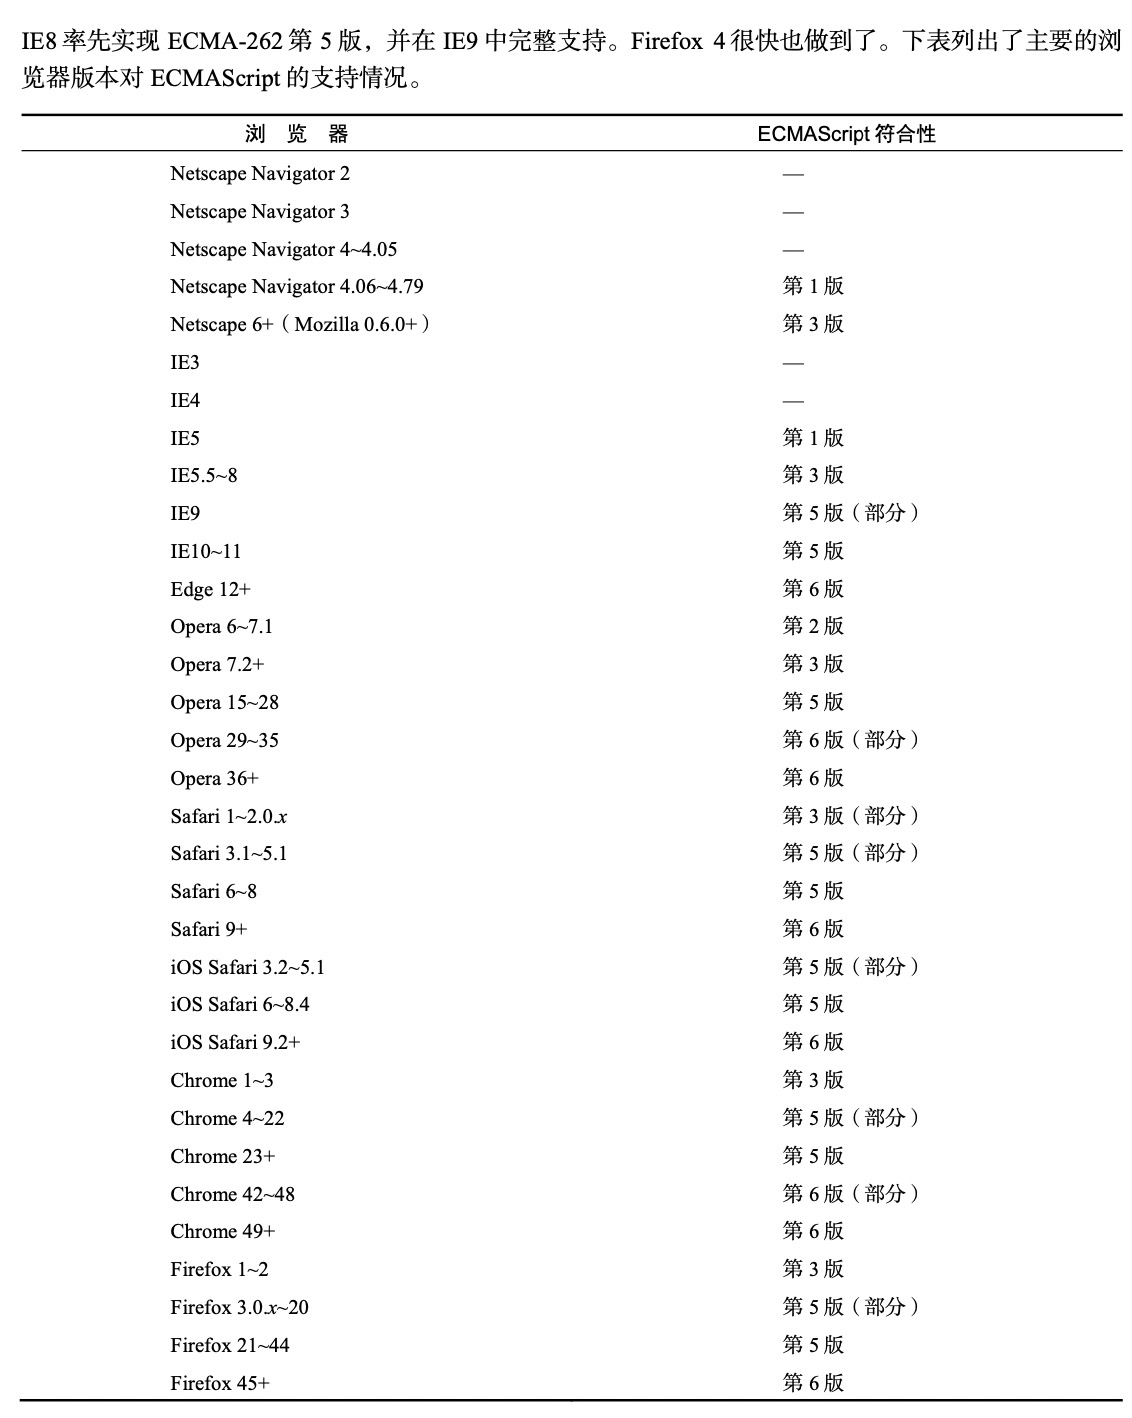 IE8 率先实现 ECMA-262 第 5 版，并在 IE9 中完整支持。Firefox 4 很快也做到了。下表列出了主要的浏
览器版本对 ECMAScript 的支持情况。
浏 览 器 ECMAScript 符合性
Netscape Navigator 2 —
Netscape Navigator 3 —
Netscape Navigator 4~4.05 —
Netscape Navigator 4.06~4.79 第 1 版
Netscape 6+（Mozilla 0.6.0+） 第 3 版
IE3 —
IE4 —
IE5 第 1 版
IE5.5~8 第 3 版
IE9 第 5 版（部分）
IE10~11 第 5 版
Edge 12+ 第 6 版
Opera 6~7.1 第 2 版
Opera 7.2+ 第 3 版
Opera 15~28 第 5 版
Opera 29~35 第 6 版（部分）
Opera 36+ 第 6 版
Safari 1~2.0.x 第 3 版（部分）
Safari 3.1~5.1 第 5 版（部分）
Safari 6~8 第 5 版
Safari 9+ 第 6 版
iOS Safari 3.2~5.1 第 5 版（部分）
iOS Safari 6~8.4 第 5 版
iOS Safari 9.2+ 第 6 版
Chrome 1~3 第 3 版
Chrome 4~22 第 5 版（部分）
Chrome 23+ 第 5 版
Chrome 42~48 第 6 版（部分）
Chrome 49+ 第 6 版
Firefox 1~2 第 3 版
Firefox 3.0.x~20 第 5 版（部分）
Firefox 21~44 第 5 版
Firefox 45+ 第 6 版